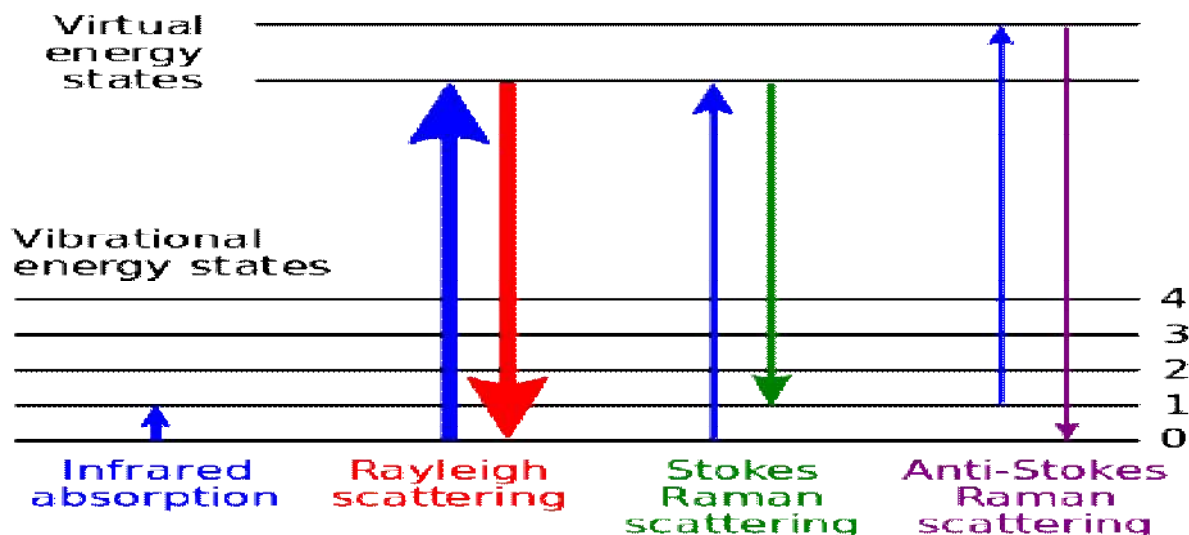 Virtual
energy
states
Vibrational
energy states
4
3
2
1
0
Infrared
absorption
Rayleigh
scattering
Stokes
Raman
scattering
Anti-Stokes
Raman
scattering